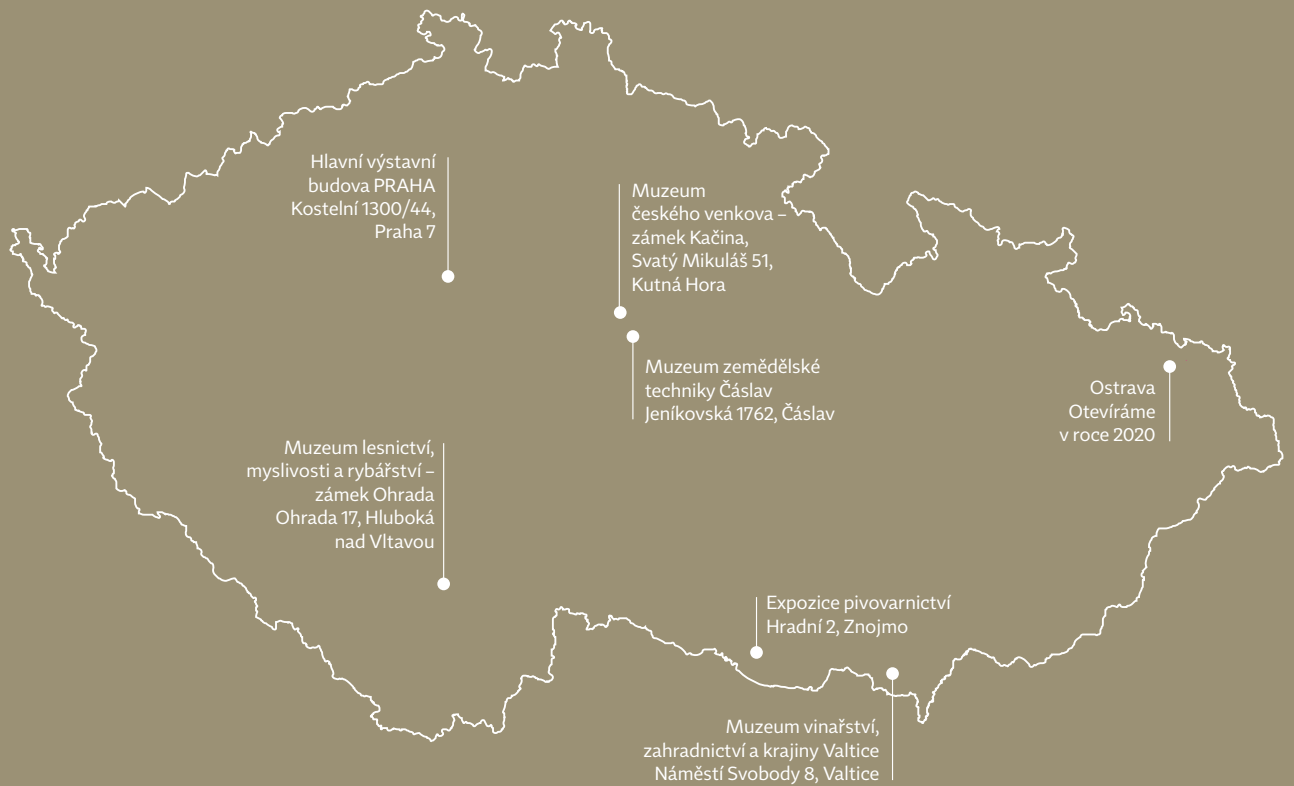 Hlavní výstavní
budova PRAHA
Kostelní 1300/44,
Praha 7
Muzeum
českého venkova –
zámek Kačina,
Svatý Mikuláš 51,
Kutná Hora
Muzeum zemědělské
techniky Čáslav
Jeníkovská 1762, Čáslav
Ostrava
Otevíráme
v roce 2020
Muzeum lesnictví,
myslivosti a rybářství –
zámek Ohrada
Ohrada 17, Hluboká
nad Vltavou
Expozice pivovarnictví
Hradní 2, Znojmo
Muzeum vinařství,
zahradnictví a krajiny Valtice
Náměstí Svobody 8, Valtice